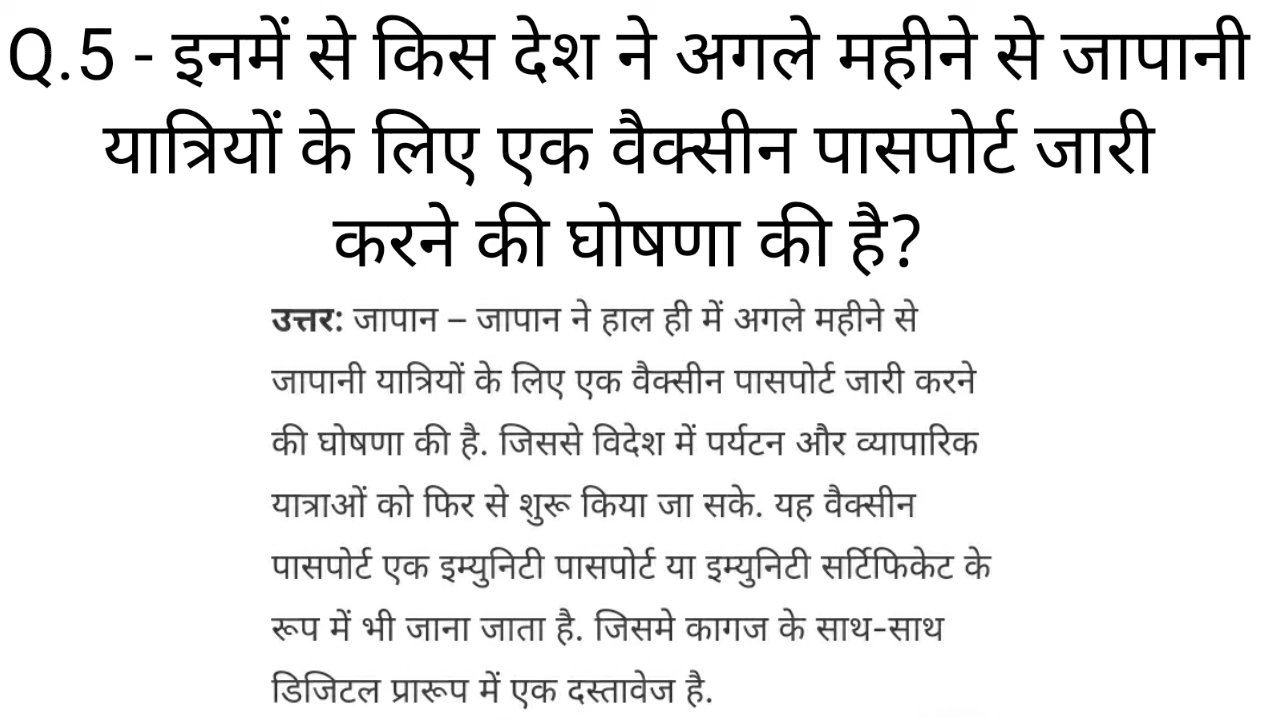 Q.5 - इनमें से किस देश ने अगले महीने से जापानी
यात्रियों के लिए एक वैक्सीन पासपोर्ट जारी
करने की घोषणा की है?
उत्तर: जापान – जापान ने हाल ही में अगले महीने से
जापानी यात्रियों के लिए एक वैक्सीन पासपोर्ट जारी करने
की घोषणा की है. जिससे विदेश में पर्यटन और व्यापारिक
यात्राओं को फिर से शुरू किया जा सके. यह वैक्सीन
पासपोर्ट एक इम्युनिटी पासपोर्ट या इम्युनिटी सर्टिफिकेट के
रूप में भी जाना जाता है. जिसमे कागज के साथ-साथ
डिजिटल प्रारूप में एक दस्तावेज है.